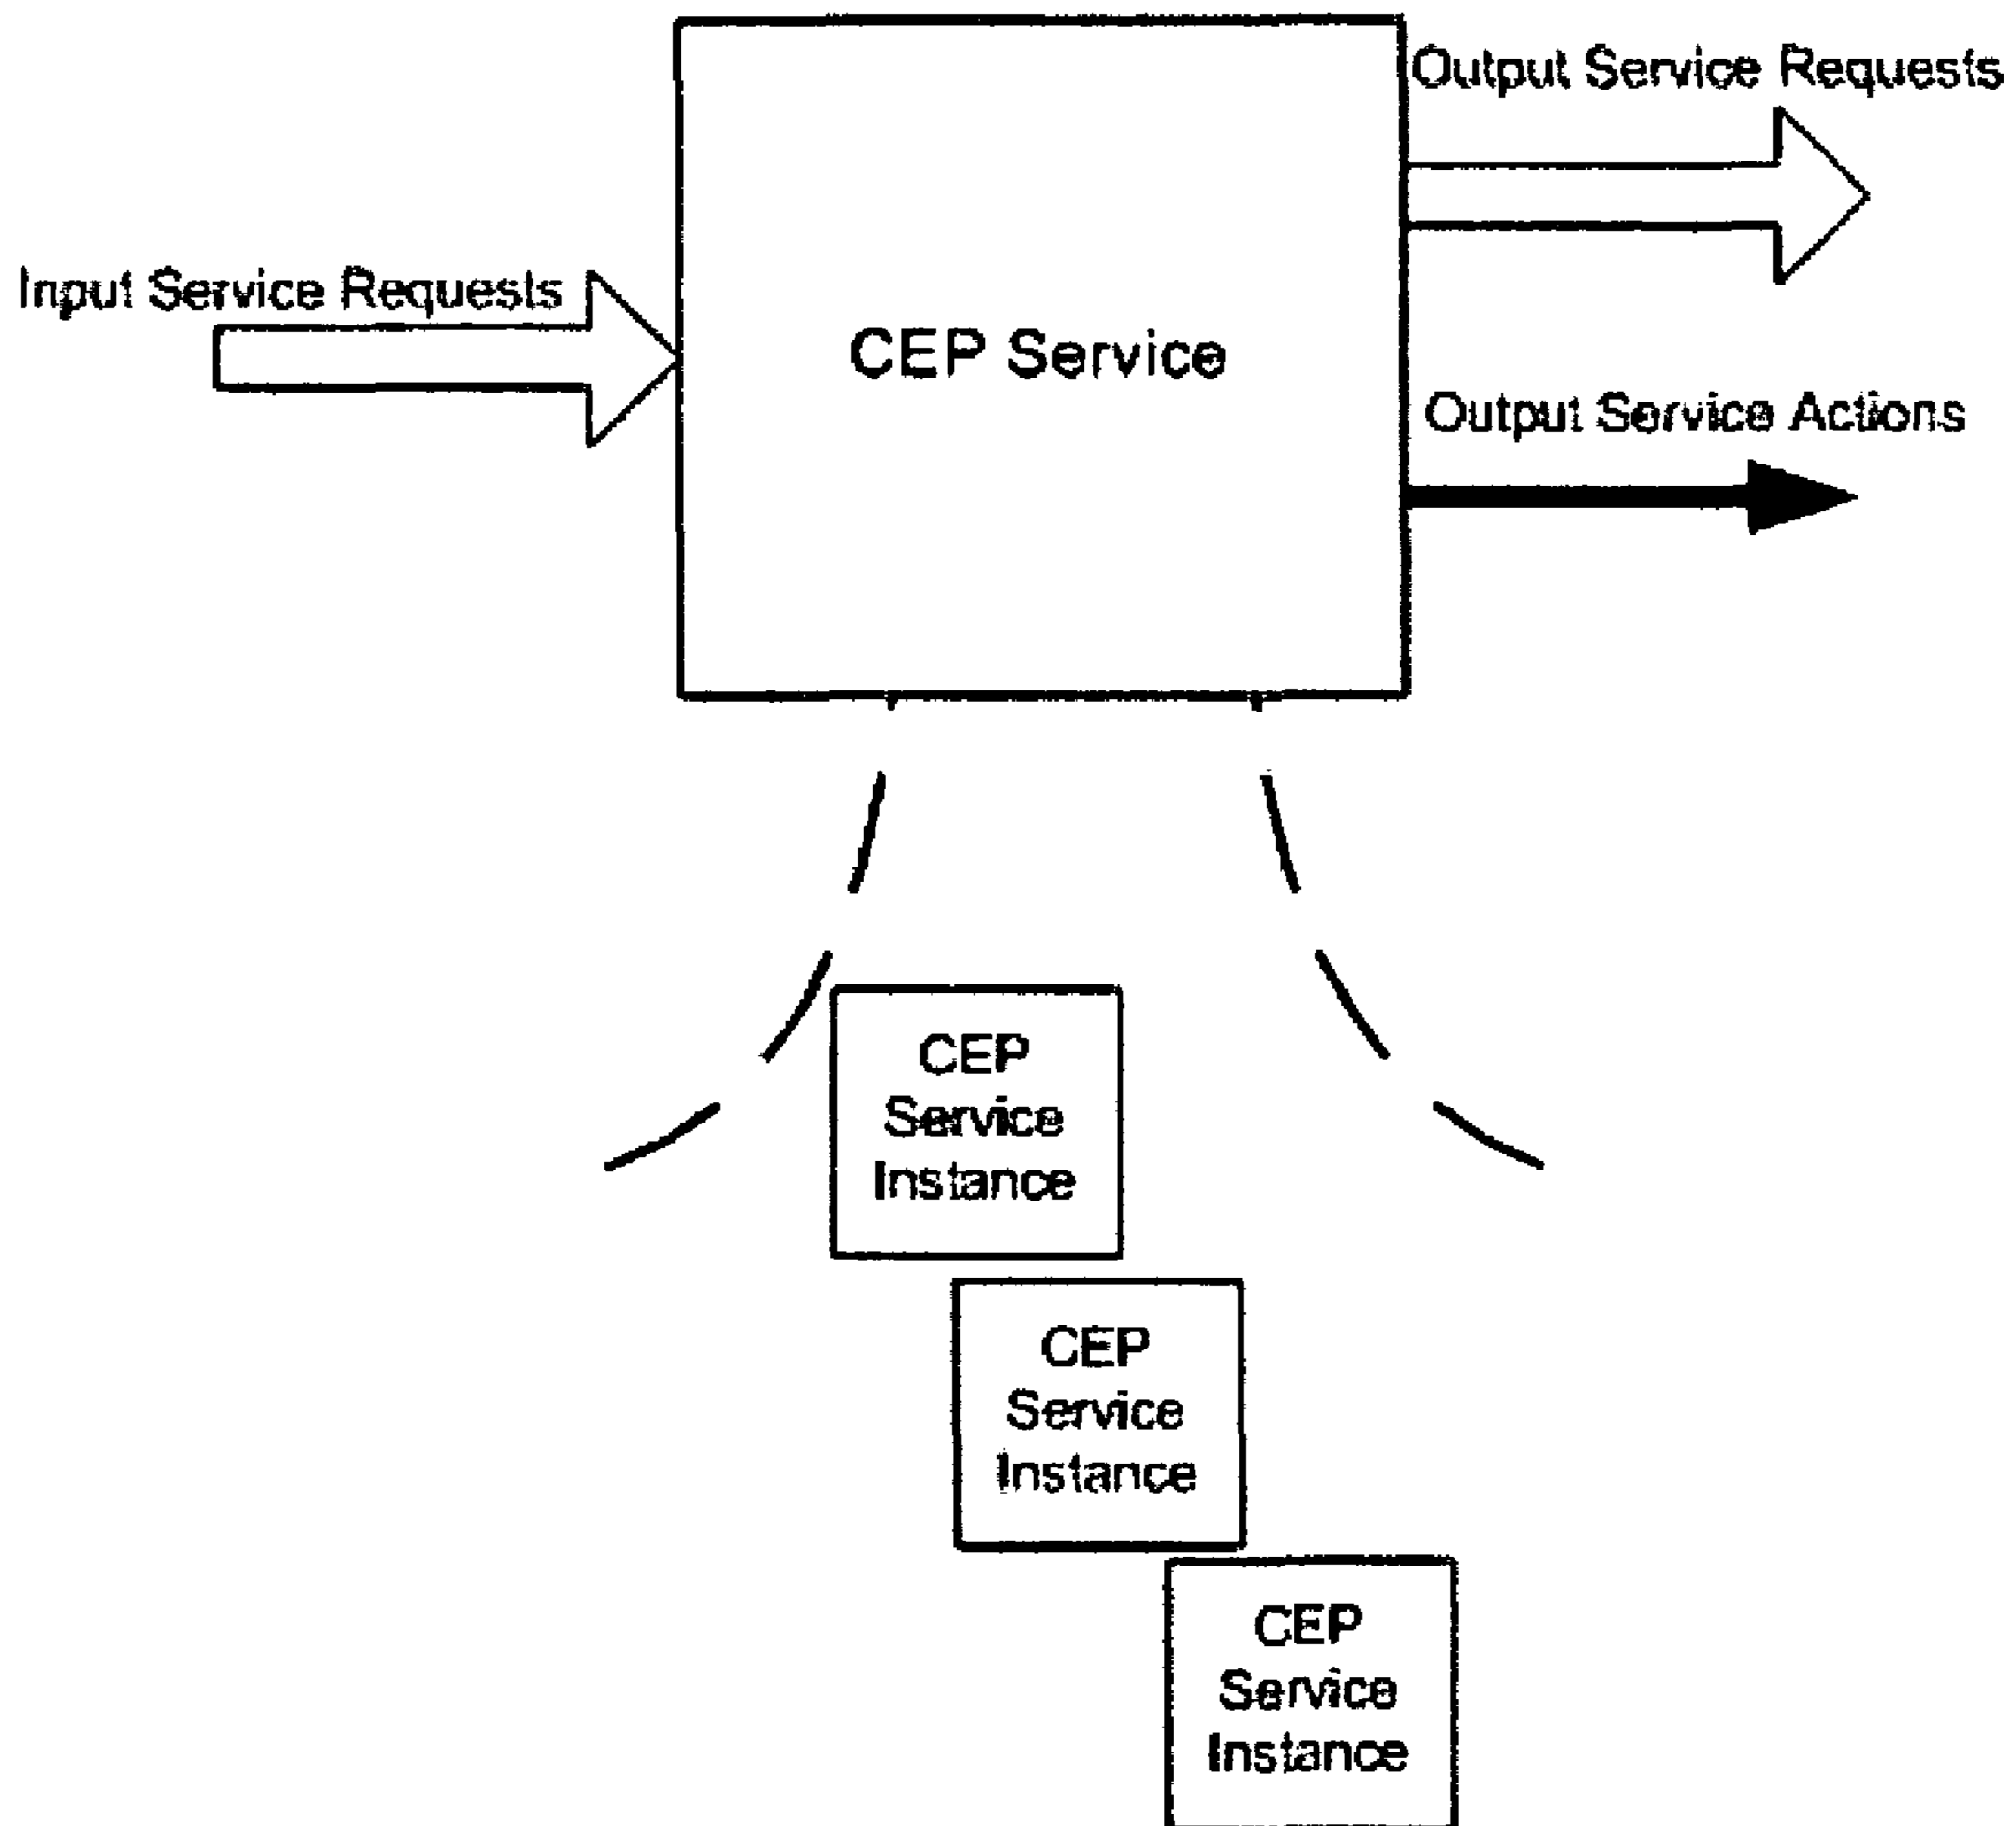 Output Service Requests
Input Service Requests
CEP Service
Output Service Actions
CEP
Service
Instance
CEP
Service
Instance
CEP
Service
Instance